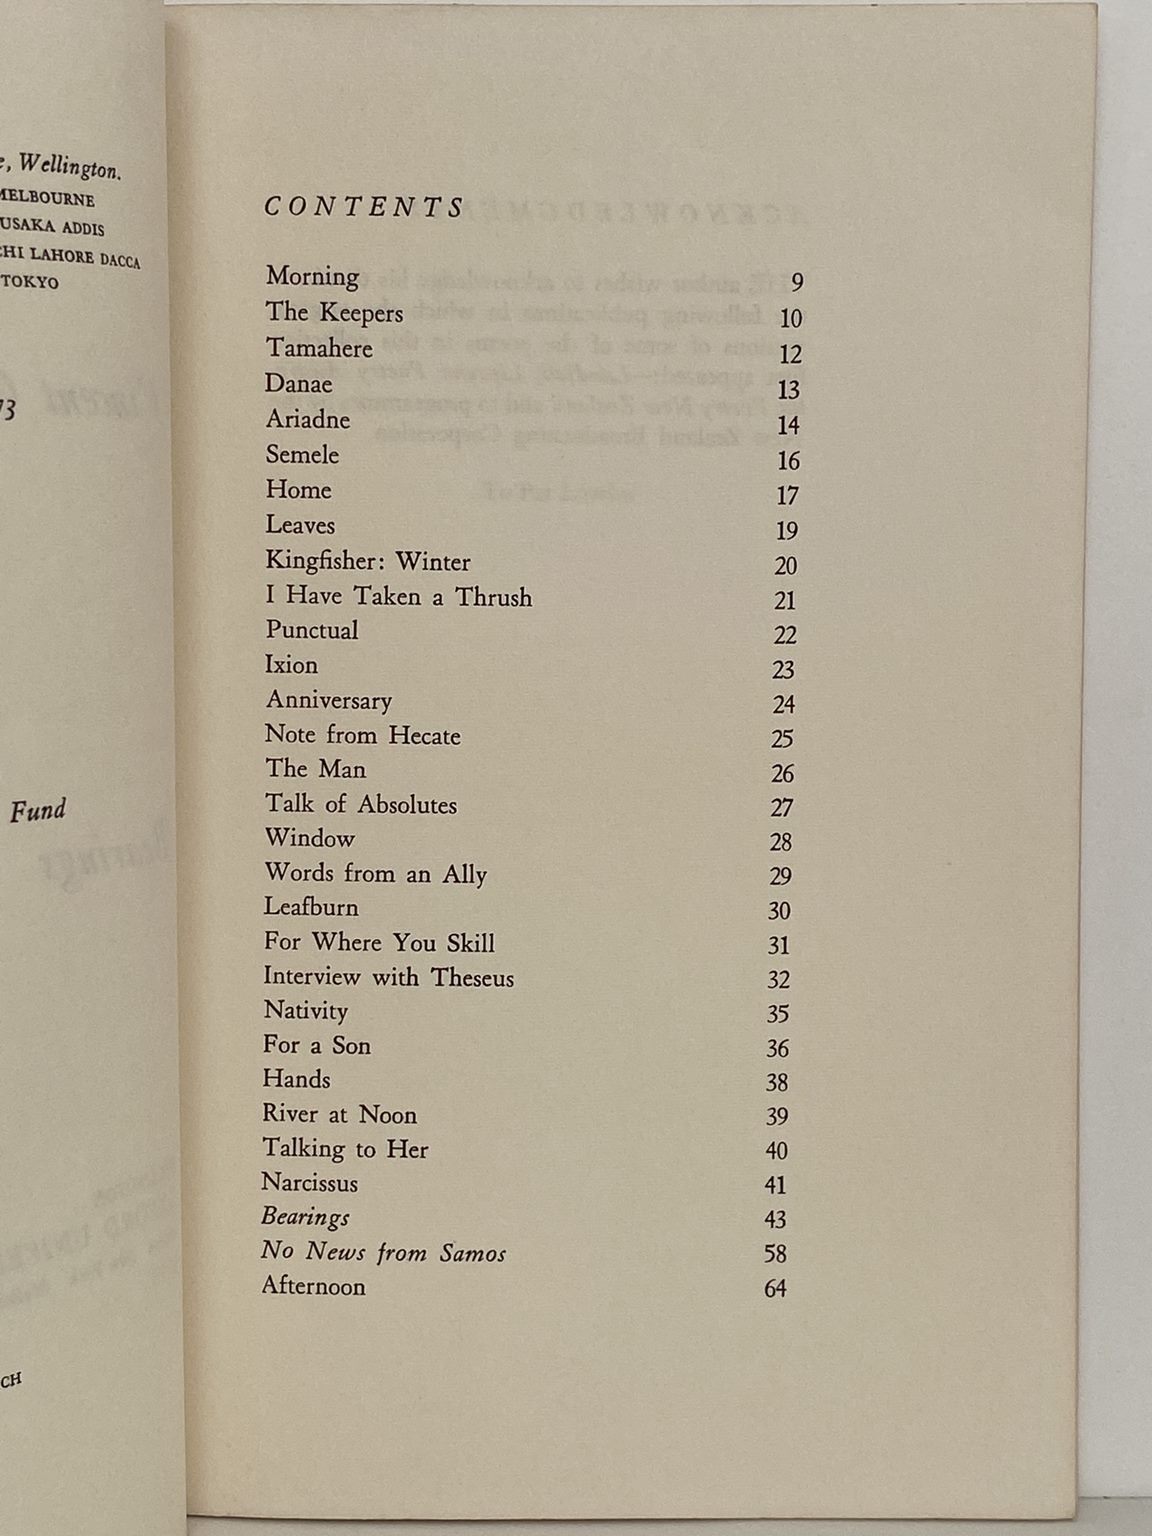 , Wellington.
MELBOURNE
USAKA ADDIS
CHI LAHORE DACCA
TOKYO
73
Fund
CH
CONTENTS
Morning 9
The Keepers 10
Tamahere 12
Danae 13
Ariadne 14
Semele 16
Home 17
Leaves 19
Kingfisher: Winter 20
I Have Taken a Thrush 21
Punctual 22
Ixion 23
Anniversary 24
Note from Hecate 25
The Man 26
Talk of Absolutes 27
Window 28
Words from an Ally 29
Leafburn 30
For Where You Skill 31
Interview with Theseus 32
Nativity 35
For a Son 36
Hands 38
River at Noon 39
Talking to Her 40
Narcissus 41
Bearings 43
No News from Samos 58
Afternoon 64